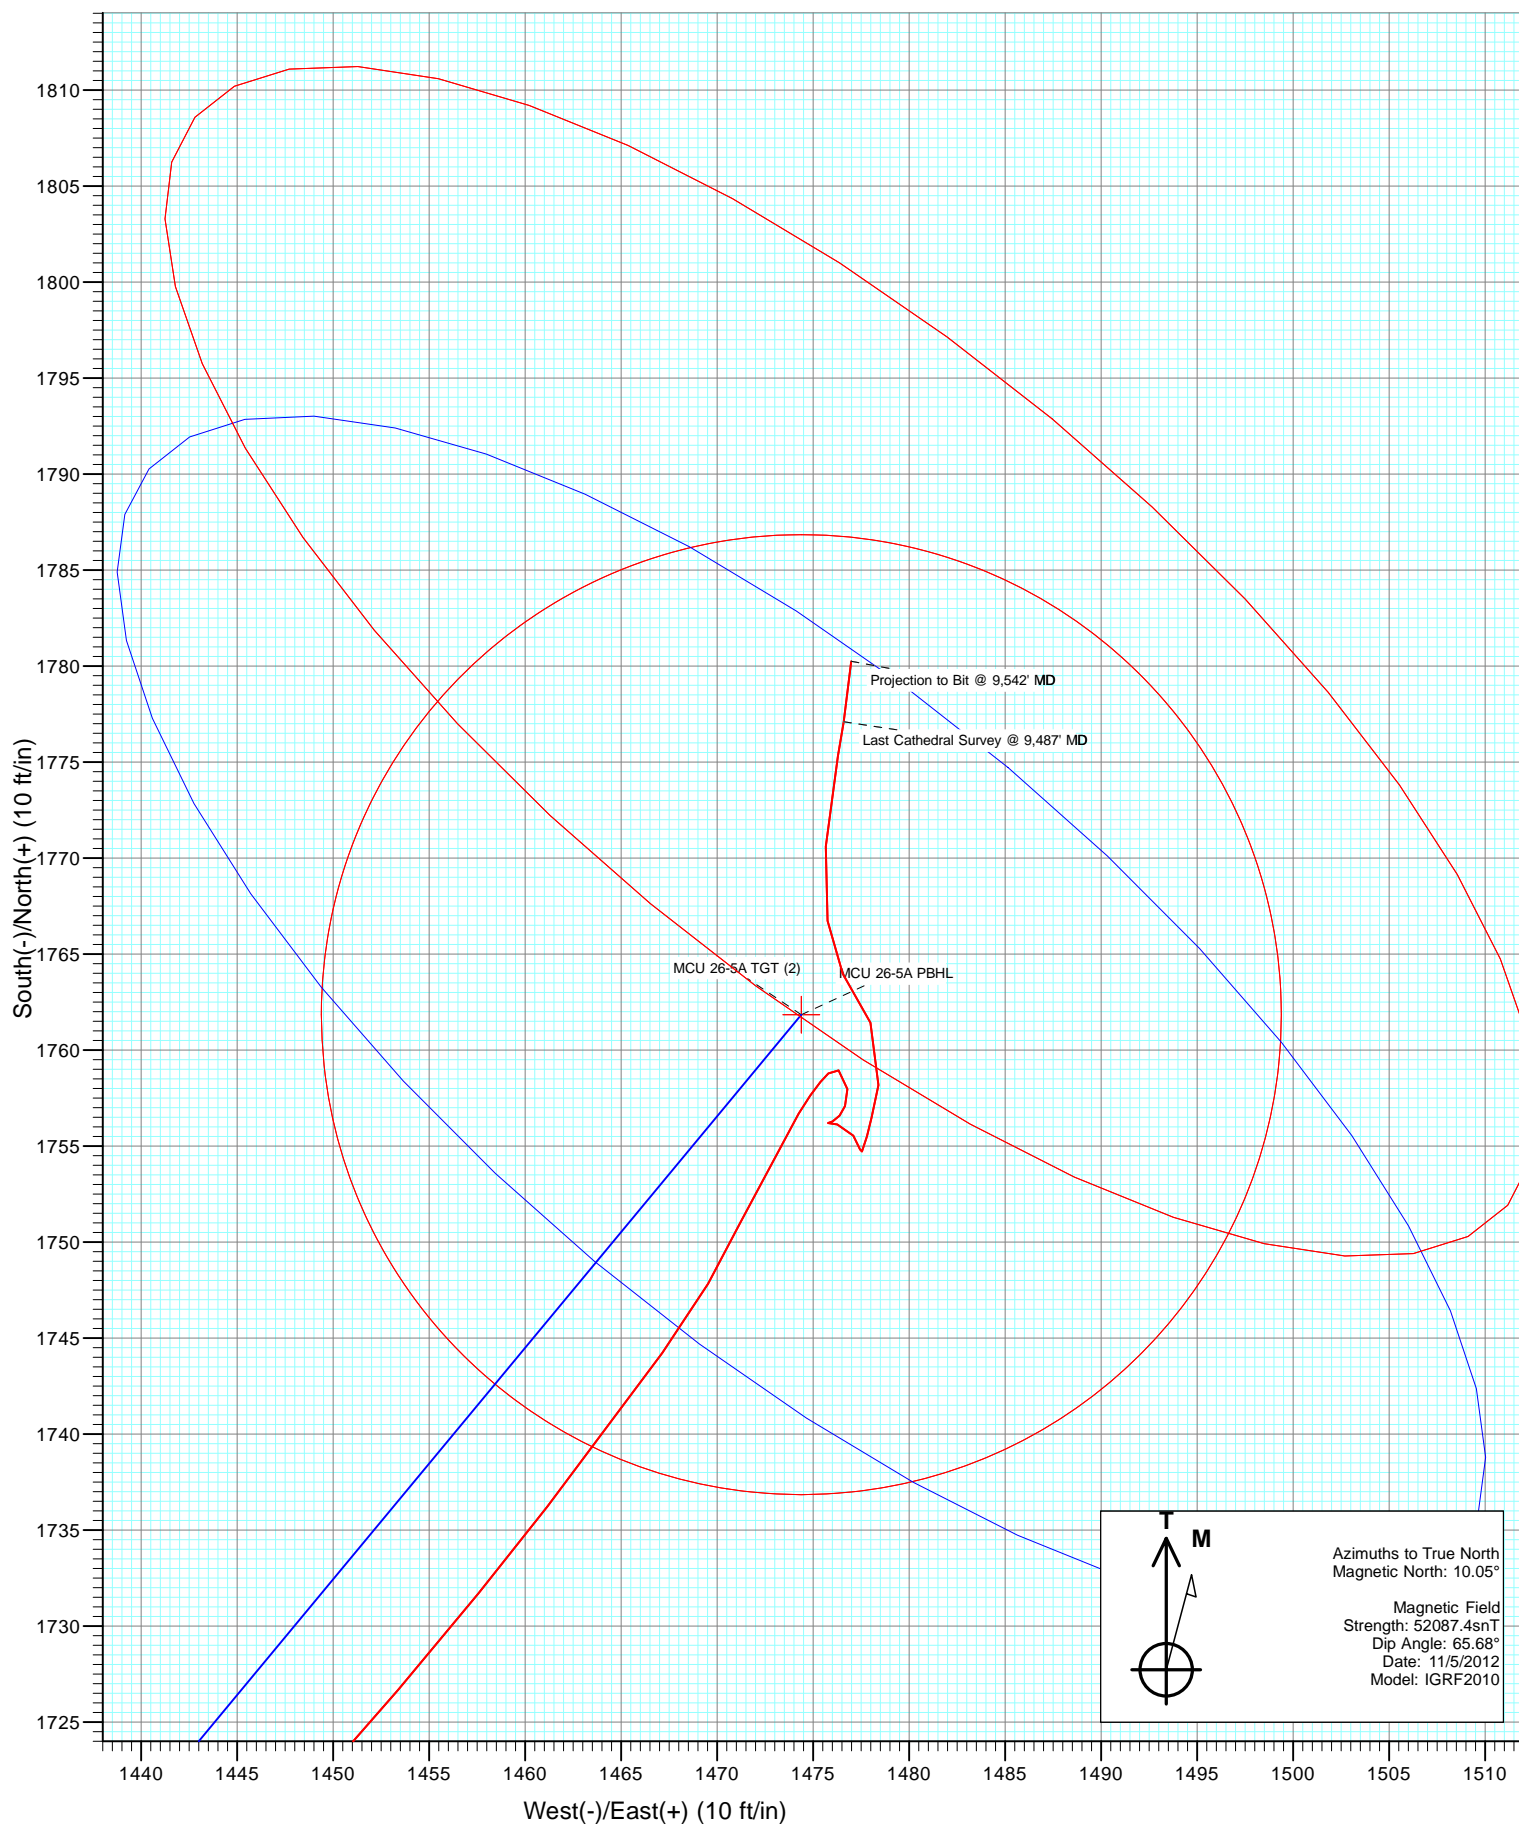 1810
1805
1800
1795
1790
1785
1780
1775
1770
1765
1760
1755
1750
1745
1740
1735
1730
1725
South(-)/North(+) (10 ft/in)
Projection to Bit @ 9,542' MD
Last Cathedral Survey @ 9,487' MD
MCU 26-5A TGT (2)
MCU 26-5A PBHL
T
M
Azimuths to True North
Magnetic North: 10.05°
Magnetic Field
Strength: 52087.4snT
Dip Angle: 65.68°
Date: 11/5/2012
Model: IGRF2010
1440 1445 1450 1455 1460 1465 1470 1475 1480 1485 1490 1495 1500 1505 1510
West(-)/East(+) (10 ft/in)